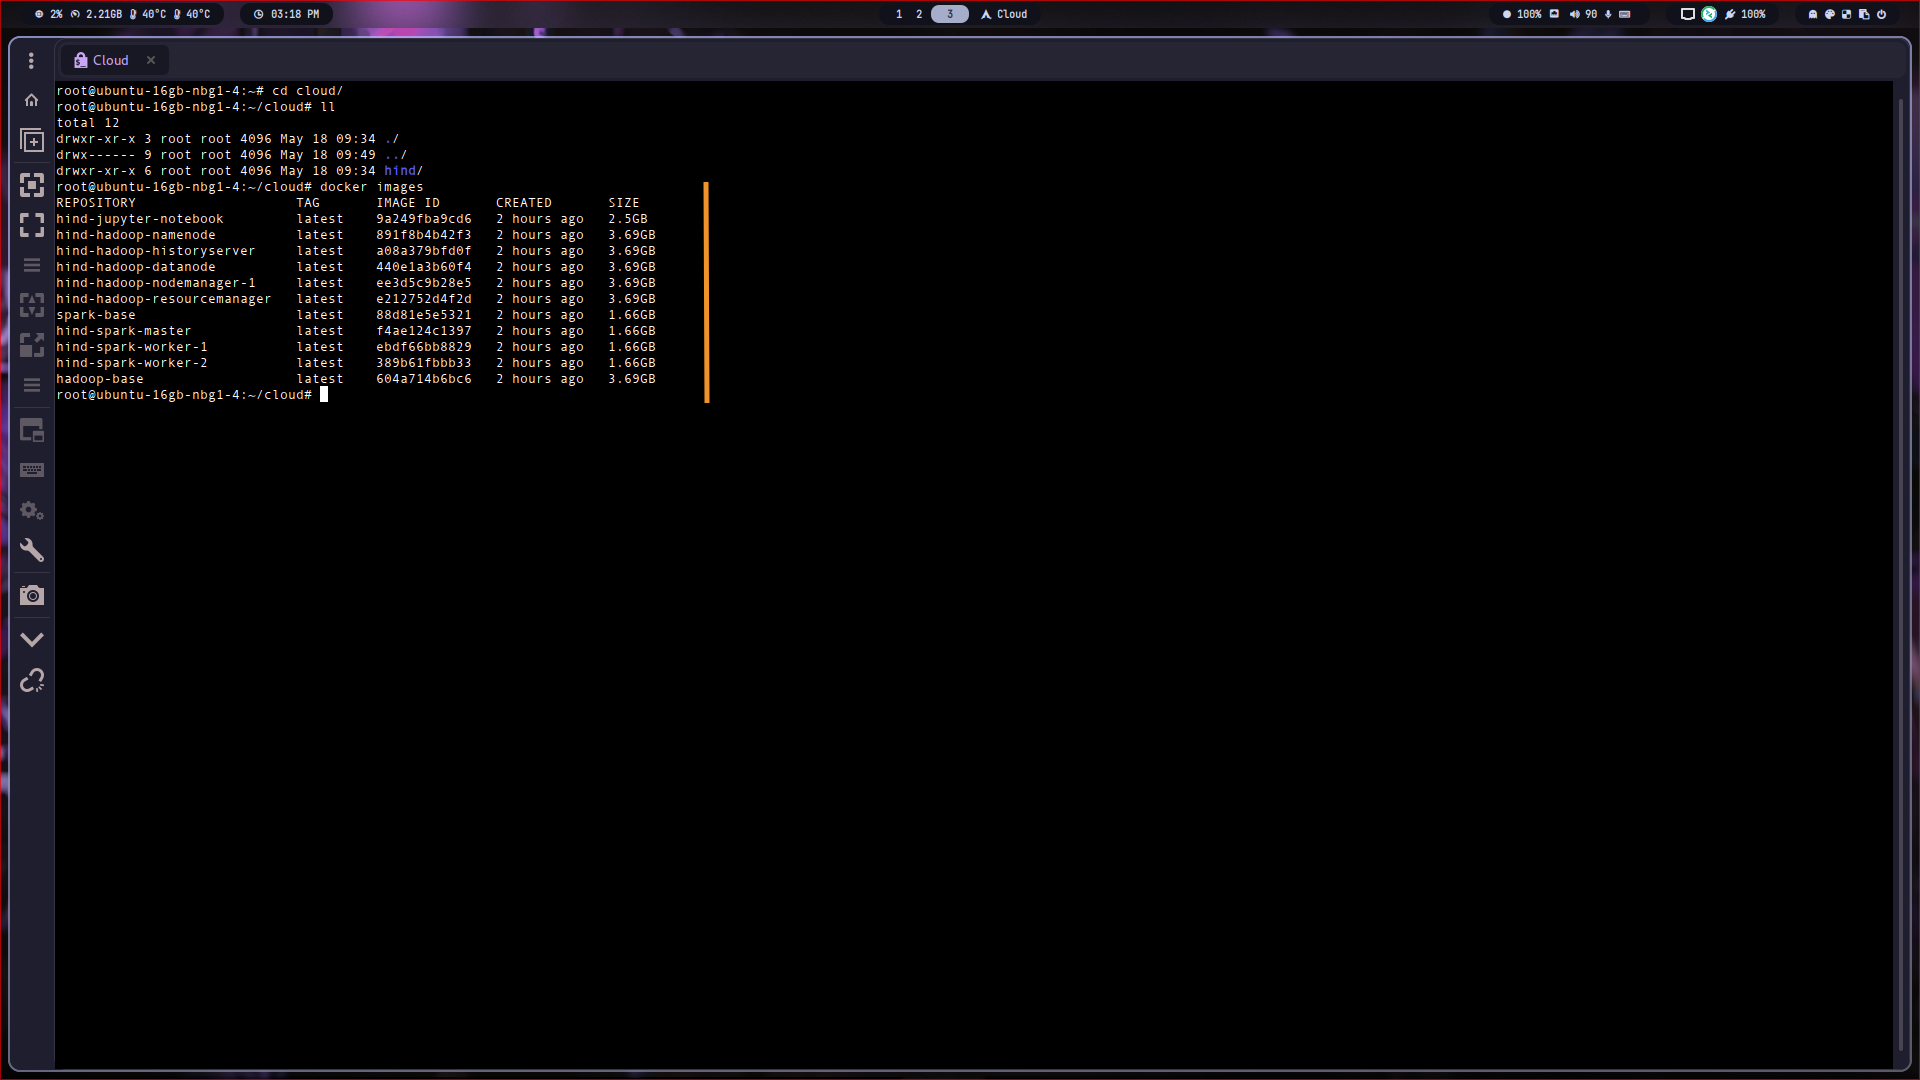 2% 2.21GB 40°C 40°C 03:18 PM 1 2 3 Cloud 100% 90 100%
Cloud
root@ubuntu-16gb-nbg1-4:~# cd cloud/
root@ubuntu-16gb-nbg1-4:~/cloud# ll
total 12
drwxr-xr-x 3 root root 4096 May 18 09:34 ./
drwx------ 9 root root 4096 May 18 09:49 ../
drwxr-xr-x 6 root root 4096 May 18 09:34 hind/
root@ubuntu-16gb-nbg1-4:~/cloud# docker images
REPOSITORY TAG IMAGE ID CREATED SIZE
hind-jupyter-notebook latest 9a249fba9cd6 2 hours ago 2.5GB
hind-hadoop-namenode latest 891f8b4b42f3 2 hours ago 3.69GB
hind-hadoop-historyserver latest a08a379bfd0f 2 hours ago 3.69GB
hind-hadoop-datanode latest 440e1a3b60f4 2 hours ago 3.69GB
hind-hadoop-nodemanager-1 latest ee3d5c9b28e5 2 hours ago 3.69GB
hind-hadoop-resourcemanager latest e212752d4f2d 2 hours ago 3.69GB
spark-base latest 88d81e5e5321 2 hours ago 1.66GB
hind-spark-master latest f4ae124c1397 2 hours ago 1.66GB
hind-spark-worker-1 latest ebdf66bb8829 2 hours ago 1.66GB
hind-spark-worker-2 latest 389b61fbbb33 2 hours ago 1.66GB
hadoop-base latest 604a714b6bc6 2 hours ago 3.69GB
root@ubuntu-16gb-nbg1-4:~/cloud#